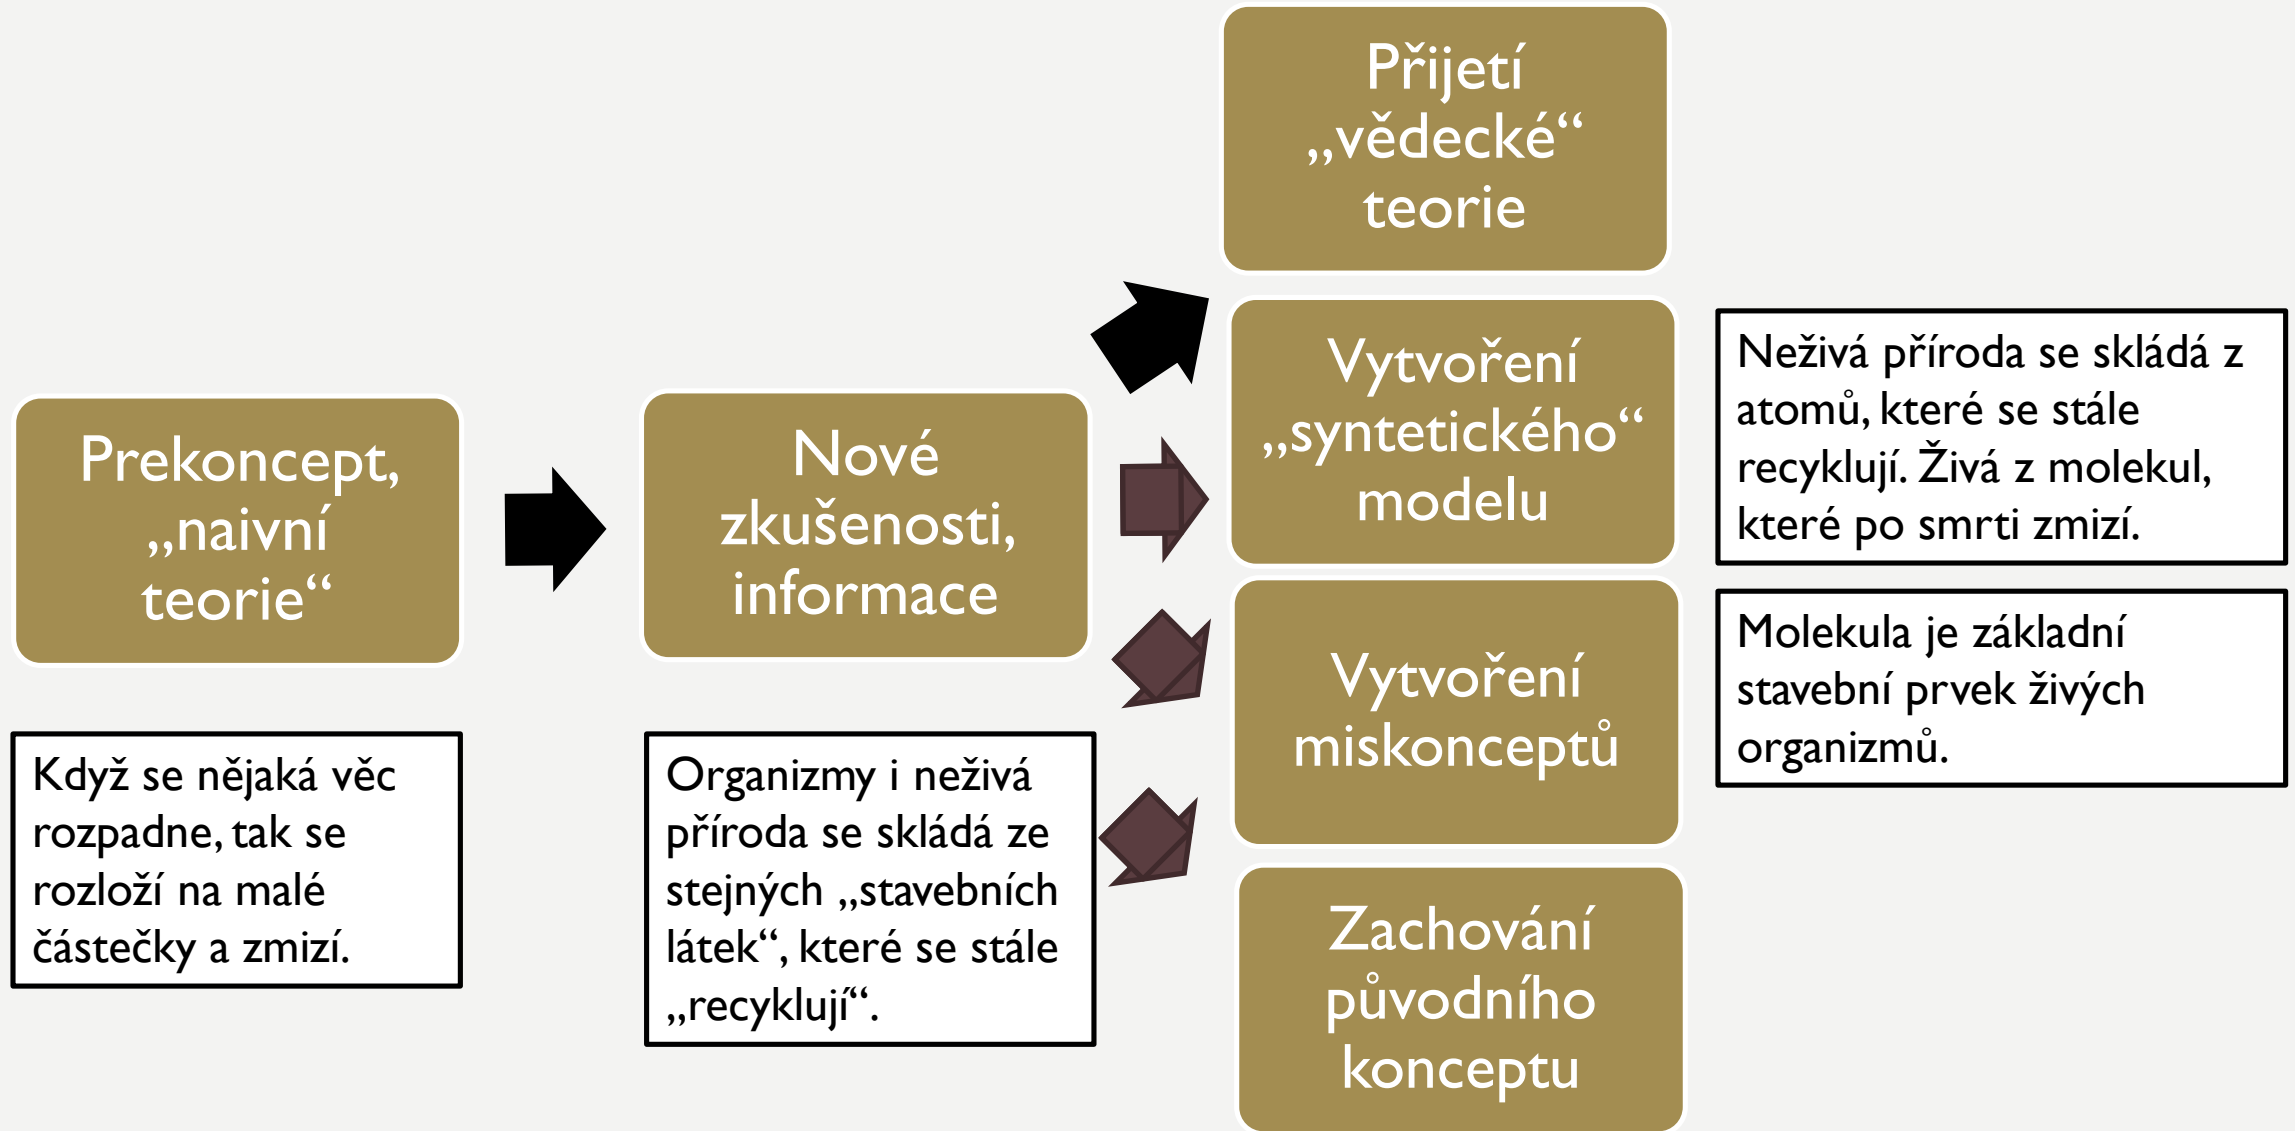 Prekoncept,
„naivní
teorie“
Když se nějaká věc
rozpadne, tak se
rozloží na malé
částečky a zmizí.
Nové
zkušenosti,
informace
Organizmy i neživá
příroda se skládá ze
stejných „stavebních
látek“, které se stále
„recyklují“.
Přijetí
„vědecké“
teorie
Vytvoření
„syntetického“
modelu
Neživá příroda se skládá z
atomů, které se stále
recyklují. Živá z molekul,
které po smrti zmizí.
Vytvoření
miskonceptů
Molekula je základní
stavební prvek živých
organizmů.
Zachování
původního
konceptu